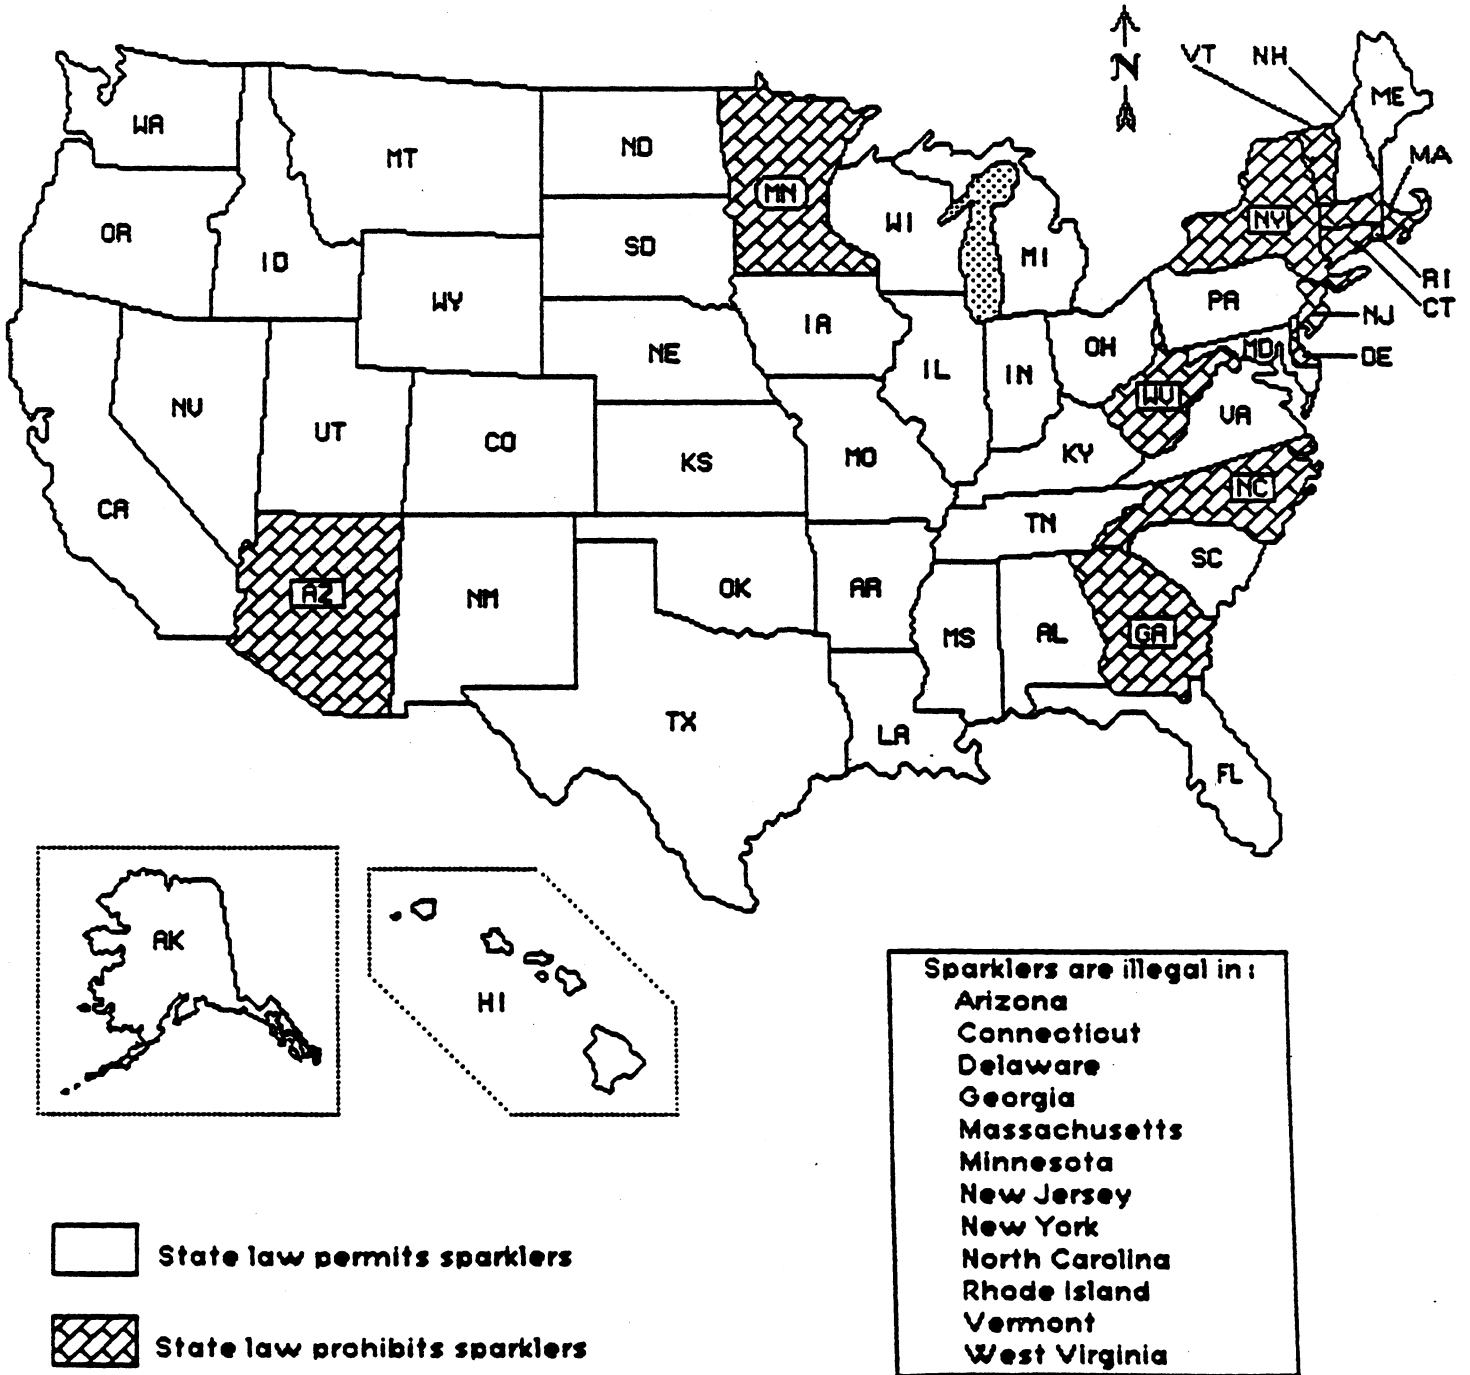 N
VT
NH
ME
WA
MT
ND
MN
MA
OR
ID
SD
WI
NY
MI
WY
RI
PA
CT
IA
NJ
NE
OH
MD
DE
IL
IN
NV
WV
UT
CO
VA
KS
MO
KY
CA
NC
TN
SC
AZ
NM
OK
AR
MS
AL
GA
TX
LA
FL
AK
HI
Sparklers are illegal in:
Arizona
Connecticut
Delaware
Georgia
Massachusetts
Minnesota
New Jersey
New York
North Carolina
Rhode Island
Vermont
West Virginia
State law permits sparklers
State law prohibits sparklers